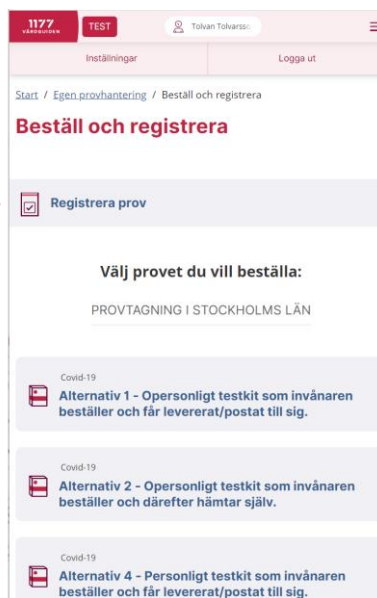 1177
VÅRDGUIDEN
TEST
Tolvan Tolvarsso
Inställningar
Logga ut
Start / Egen provhantering / Beställ och registrera
Beställ och registrera
Registrera prov
Välj provet du vill beställa:
PROVTAGNING I STOCKHOLMS LÄN
Covid-19
Alternativ 1 - Opersonligt testkit som invånaren
beställer och får levererat/postat till sig.
Covid-19
Alternativ 2 - Opersonligt testkit som invånaren
beställer och därefter hämtar själv.
Covid-19
Alternativ 4 - Personligt testkit som invånaren
beställer och får levererat/postat till sig.